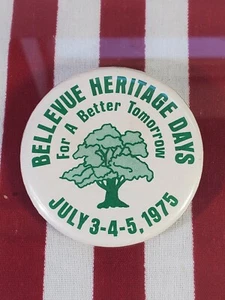 BELLEVUE HERITAGE DAYS
For A Better Tomorrow
JULY 3-4-5, 1975